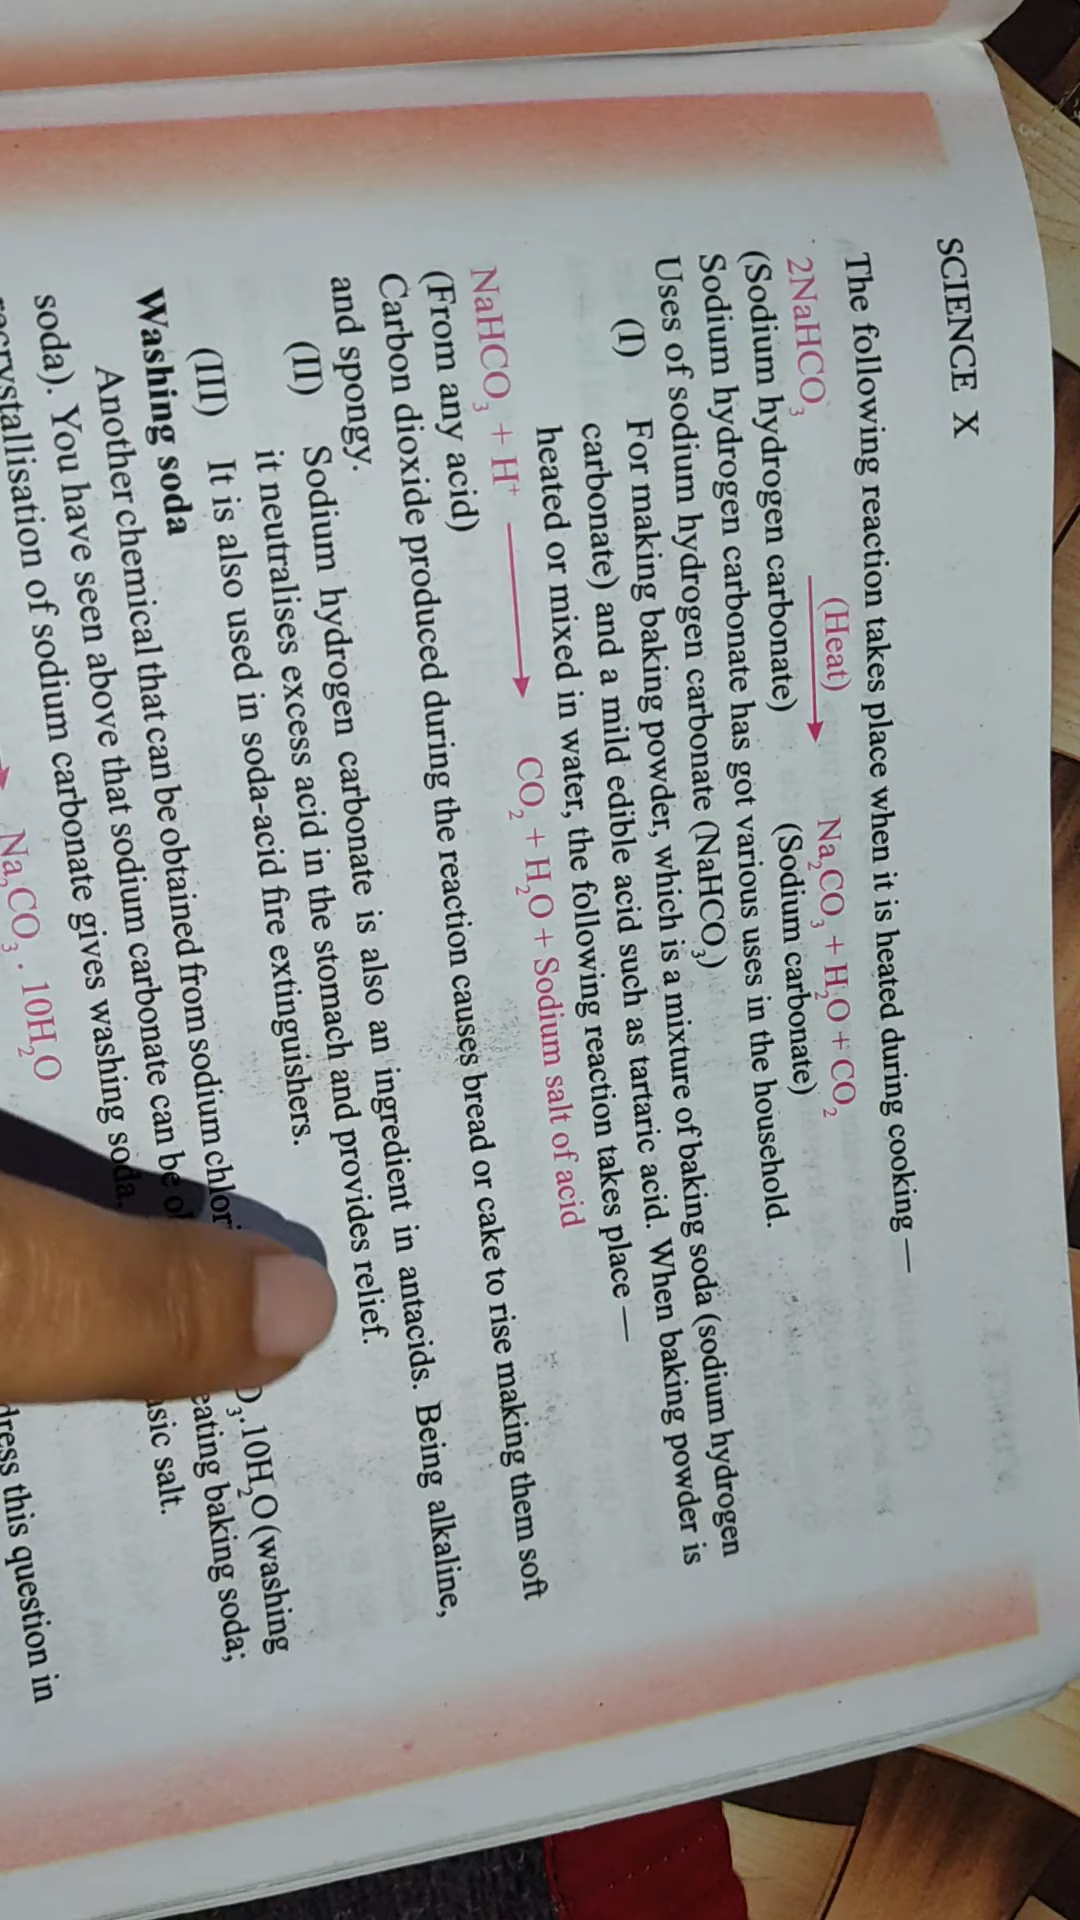 SCIENCE X
The following reaction takes place when it is heated during cooking —
2NaHCO₃ (Heat) → Na₂CO₃ + H₂O + CO₂
(Sodium hydrogen carbonate) (Sodium carbonate)
Sodium hydrogen carbonate has got various uses in the household.
Uses of sodium hydrogen carbonate (NaHCO₃)
(I) For making baking powder, which is a mixture of baking soda (sodium hydrogen
carbonate) and a mild edible acid such as tartaric acid. When baking powder is
heated or mixed in water, the following reaction takes place —
NaHCO₃ + H⁺ → CO₂ + H₂O + Sodium salt of acid
(From any acid)
Carbon dioxide produced during the reaction causes bread or cake to rise making them soft
and spongy.
(II) Sodium hydrogen carbonate is also an ingredient in antacids. Being alkaline,
it neutralises excess acid in the stomach and provides relief.
(III) It is also used in soda-acid fire extinguishers.
Washing soda
Another chemical that can be obtained from sodium .10H₂O (washing
soda). You have seen above that sodium carbonate can be eating baking soda;
of sodium carbonate gives washing soda. salt.
Na₂CO₃ . 10H₂O
this question in